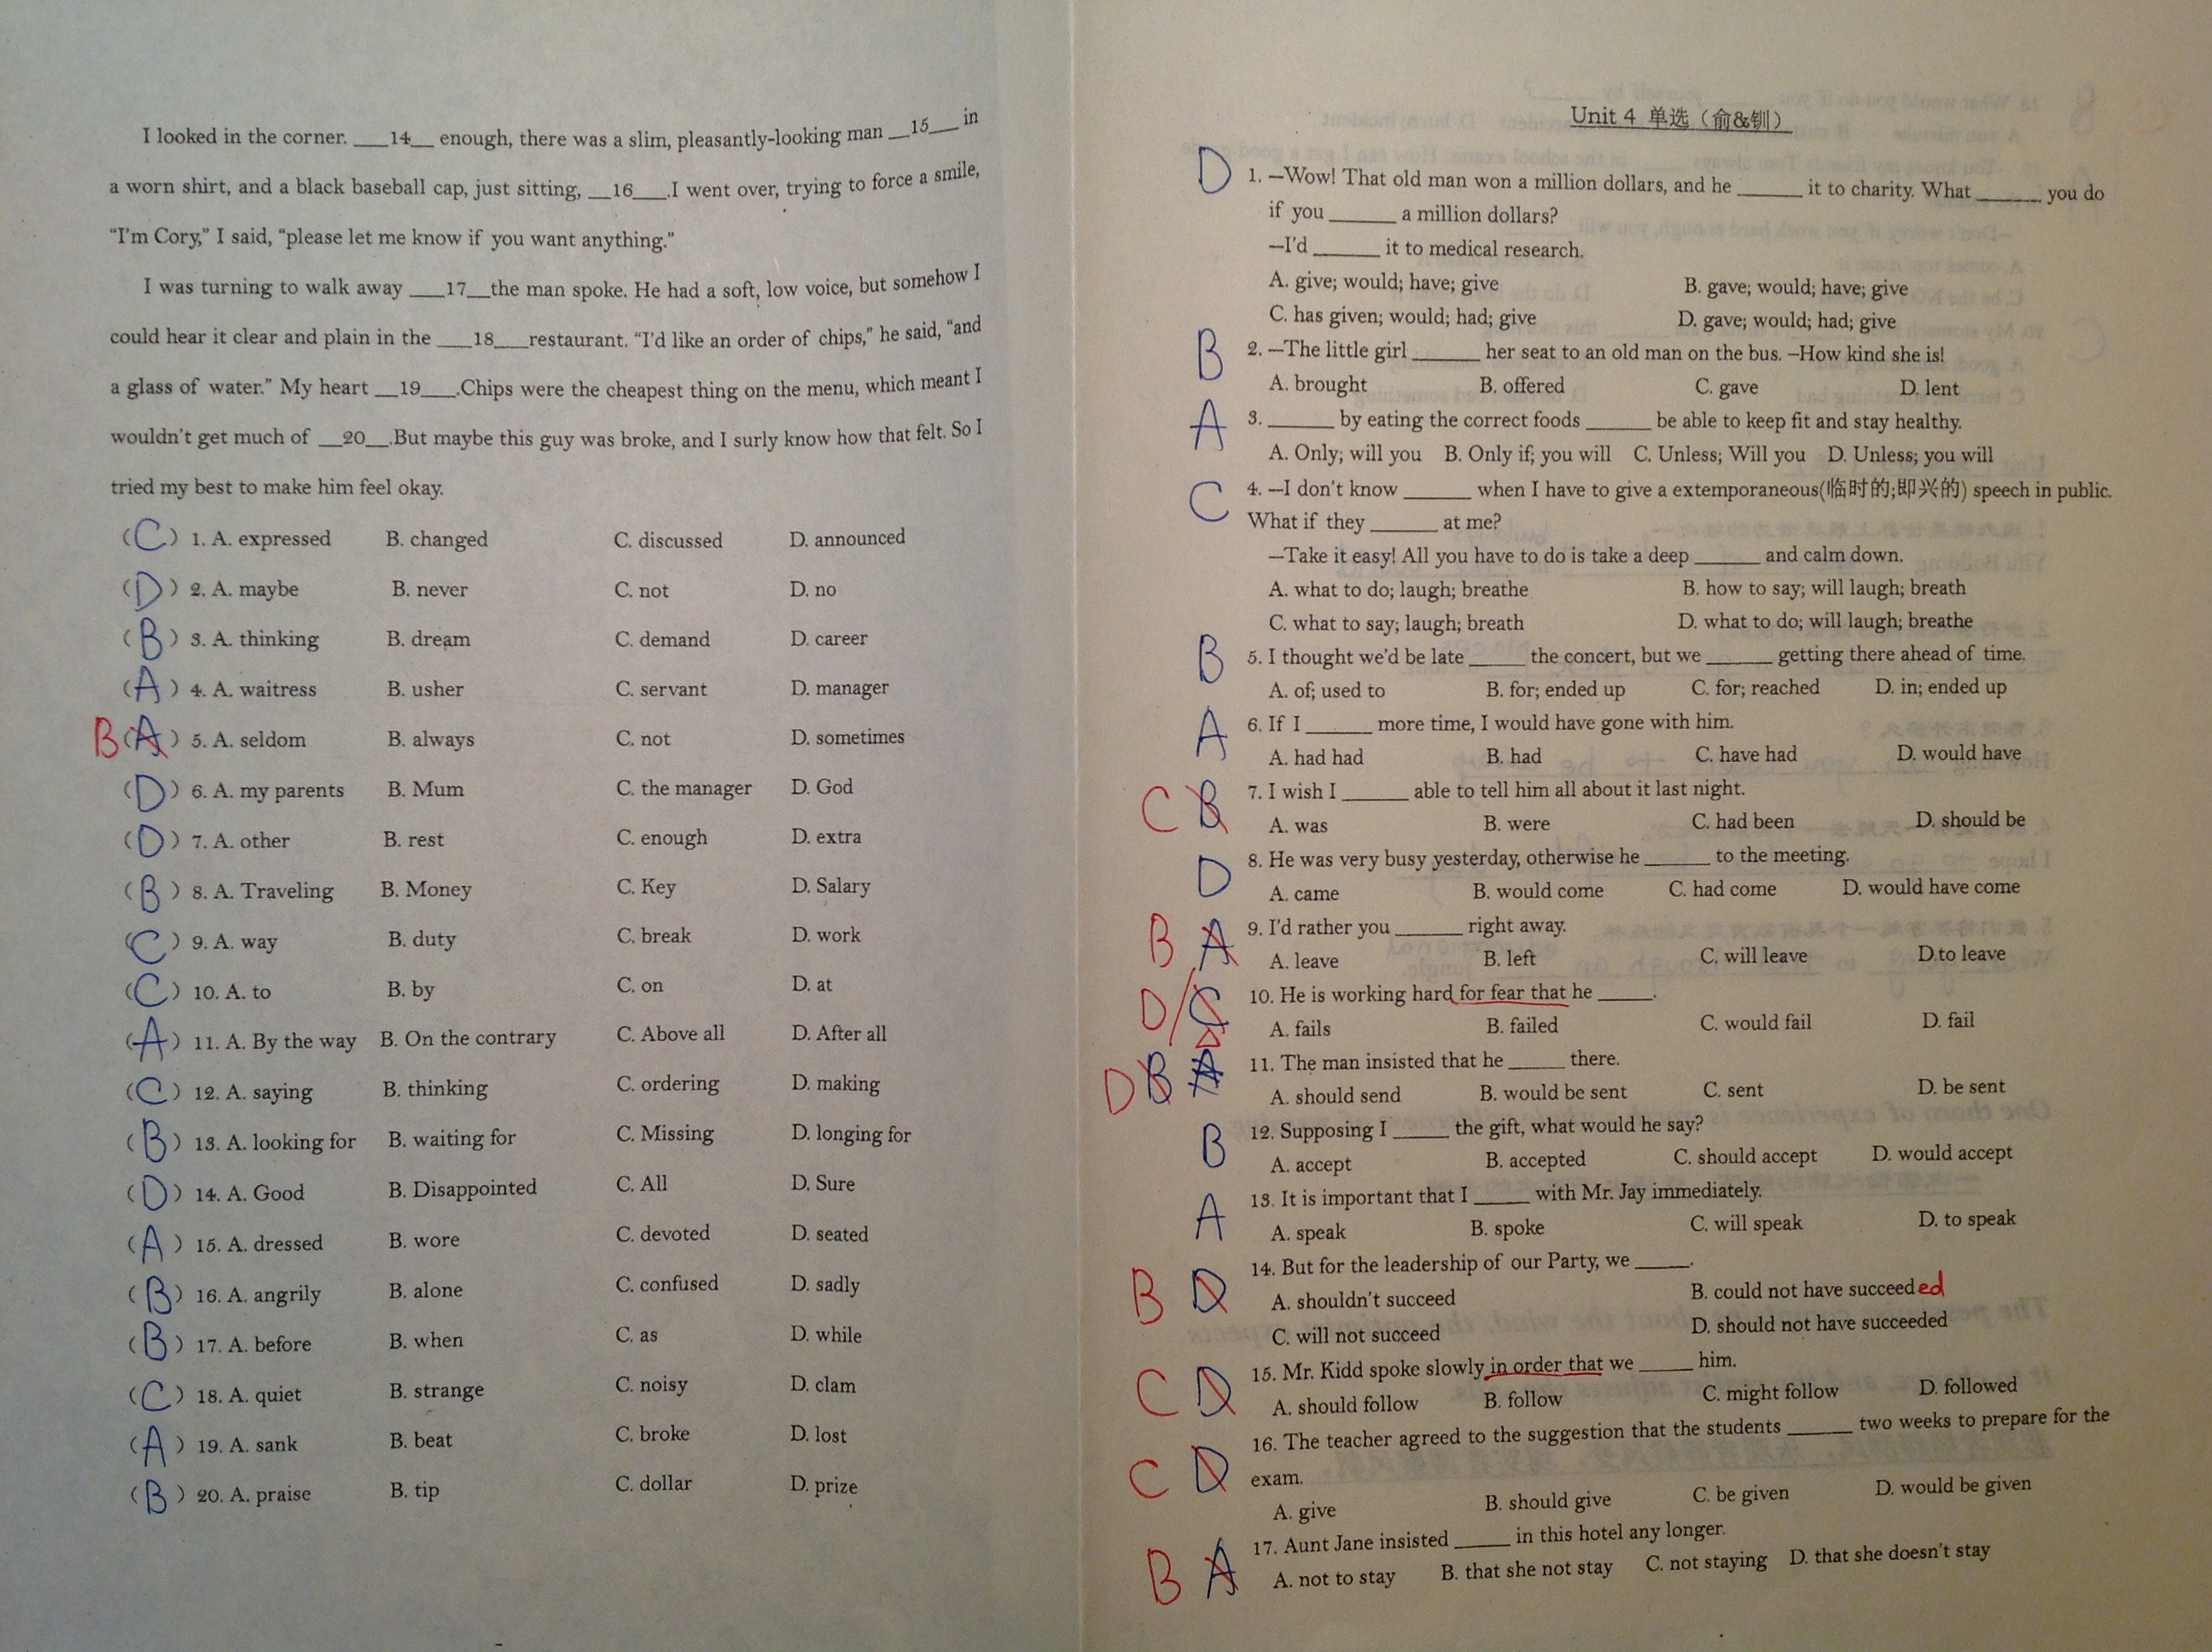 I looked in the corner. ___14__ enough, there was a slim, pleasantly-looking man __15___ in
a worn shirt, and a black baseball cap, just sitting, __16___.I went over, trying to force a smile,
“I’m Cory,” I said, “please let me know if you want anything.”
I was turning to walk away ___17__the man spoke. He had a soft, low voice, but somehow I
could hear it clear and plain in the ___18___restaurant. “I’d like an order of chips,” he said, “and
a glass of water.” My heart __19___.Chips were the cheapest thing on the menu, which meant I
wouldn’t get much of __20__.But maybe this guy was broke, and I surly know how that felt. So I
tried my best to make him feel okay.
(C) 1. A. expressed B. changed C. discussed D. announced
(D) 2. A. maybe B. never C. not D. no
(B) 3. A. thinking B. dream C. demand D. career
(A) 4. A. waitress B. usher C. servant D. manager
B(A) 5. A. seldom B. always C. not D. sometimes
(D) 6. A. my parents B. Mum C. the manager D. God
(D) 7. A. other B. rest C. enough D. extra
(B) 8. A. Traveling B. Money C. Key D. Salary
(C) 9. A. way B. duty C. break D. work
(C) 10. A. to B. by C. on D. at
(A) 11. A. By the way B. On the contrary C. Above all D. After all
(C) 12. A. saying B. thinking C. ordering D. making
(B) 13. A. looking for B. waiting for C. Missing D. longing for
(D) 14. A. Good B. Disappointed C. All D. Sure
(A) 15. A. dressed B. wore C. devoted D. seated
(B) 16. A. angrily B. alone C. confused D. sadly
(B) 17. A. before B. when C. as D. while
(C) 18. A. quiet B. strange C. noisy D. clam
(A) 19. A. sank B. beat C. broke D. lost
(B) 20. A. praise B. tip C. dollar D. prize
Unit 4 单选（俞&钏）
D 1. –Wow! That old man won a million dollars, and he ______ it to charity. What ______ you do
if you ______ a million dollars?
–I’d ______ it to medical research.
A. give; would; have; give B. gave; would; have; give
C. has given; would; had; give D. gave; would; had; give
B 2. –The little girl ______ her seat to an old man on the bus. –How kind she is!
A. brought B. offered C. gave D. lent
A 3. ______ by eating the correct foods ______ be able to keep fit and stay healthy.
A. Only; will you B. Only if; you will C. Unless; Will you D. Unless; you will
C 4. –I don’t know ______ when I have to give a extemporaneous(临时的;即兴的) speech in public.
What if they ______ at me?
–Take it easy! All you have to do is take a deep ______ and calm down.
A. what to do; laugh; breathe B. how to say; will laugh; breath
C. what to say; laugh; breath D. what to do; will laugh; breathe
B 5. I thought we’d be late _____ the concert, but we ______ getting there ahead of time.
A. of; used to B. for; ended up C. for; reached D. in; ended up
A 6. If I ______ more time, I would have gone with him.
A. had had B. had C. have had D. would have
C B 7. I wish I ______ able to tell him all about it last night.
A. was B. were C. had been D. should be
D 8. He was very busy yesterday, otherwise he ______ to the meeting.
A. came B. would come C. had come D. would have come
B A 9. I’d rather you ______ right away.
A. leave B. left C. will leave D.to leave
D/C 10. He is working hard for fear that he _____.
A. fails B. failed C. would fail D. fail
D B A 11. The man insisted that he _____ there.
A. should send B. would be sent C. sent D. be sent
B 12. Supposing I _____ the gift, what would he say?
A. accept B. accepted C. should accept D. would accept
A 13. It is important that I _____ with Mr. Jay immediately.
A. speak B. spoke C. will speak D. to speak
B D 14. But for the leadership of our Party, we _____.
A. shouldn’t succeed B. could not have succeeded
C. will not succeed D. should not have succeeded
C D 15. Mr. Kidd spoke slowly in order that we _____ him.
A. should follow B. follow C. might follow D. followed
C D 16. The teacher agreed to the suggestion that the students ______ two weeks to prepare for the
exam.
A. give B. should give C. be given D. would be given
B A 17. Aunt Jane insisted _____ in this hotel any longer.
A. not to stay B. that she not stay C. not staying D. that she doesn’t stay